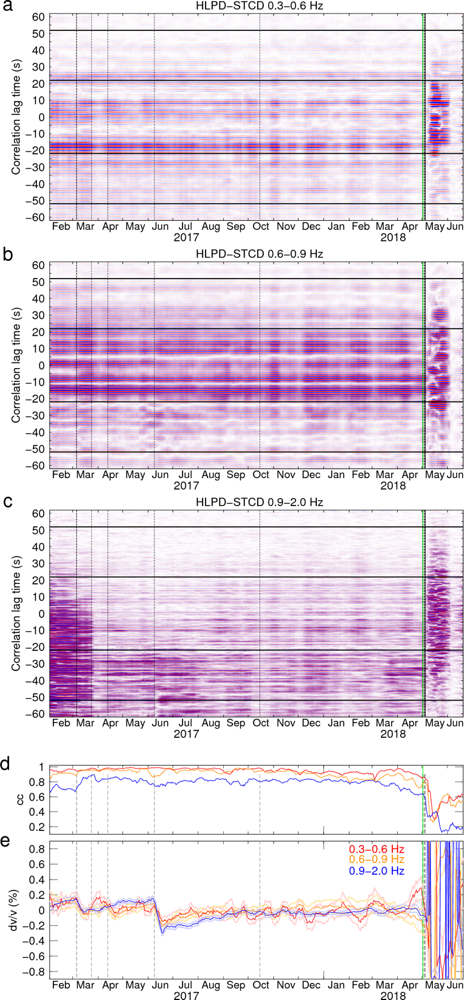 a
HLPD−STCD 0.3−0.6 Hz
Correlation lag time (s)
60
50
40
30
20
10
0
−10
−20
−30
−40
−50
−60
Feb Mar Apr May Jun Jul Aug Sep Oct Nov Dec Jan Feb Mar Apr May Jun
2017 2018
b
HLPD−STCD 0.6−0.9 Hz
Correlation lag time (s)
60
50
40
30
20
10
0
−10
−20
−30
−40
−50
−60
Feb Mar Apr May Jun Jul Aug Sep Oct Nov Dec Jan Feb Mar Apr May Jun
2017 2018
c
HLPD−STCD 0.9−2.0 Hz
Correlation lag time (s)
60
50
40
30
20
10
0
−10
−20
−30
−40
−50
−60
Feb Mar Apr May Jun Jul Aug Sep Oct Nov Dec Jan Feb Mar Apr May Jun
2017 2018
d
cc
1
0.8
0.6
0.4
0.2
e
dv/v (%)
0.8
0.6
0.4
0.2
0
−0.2
−0.4
−0.6
−0.8
0.3−0.6 Hz
0.6−0.9 Hz
0.9−2.0 Hz
Feb Mar Apr May Jun Jul Aug Sep Oct Nov Dec Jan Feb Mar Apr May Jun
2017 2018